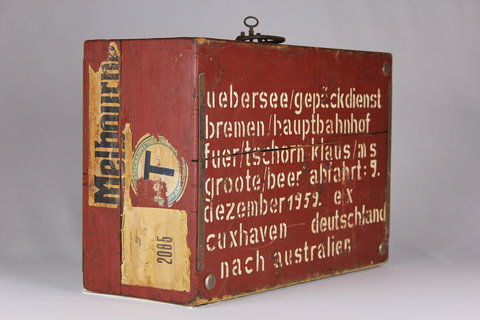 Melbourne
T
2085
uebersee/gepäckdienst
bremen/hauptbahnhof
fuer/tschorn klaus/ms
groote/beer abfahrt: 9.
dezember 1959. ex
cuxhaven deutschland
nach australien